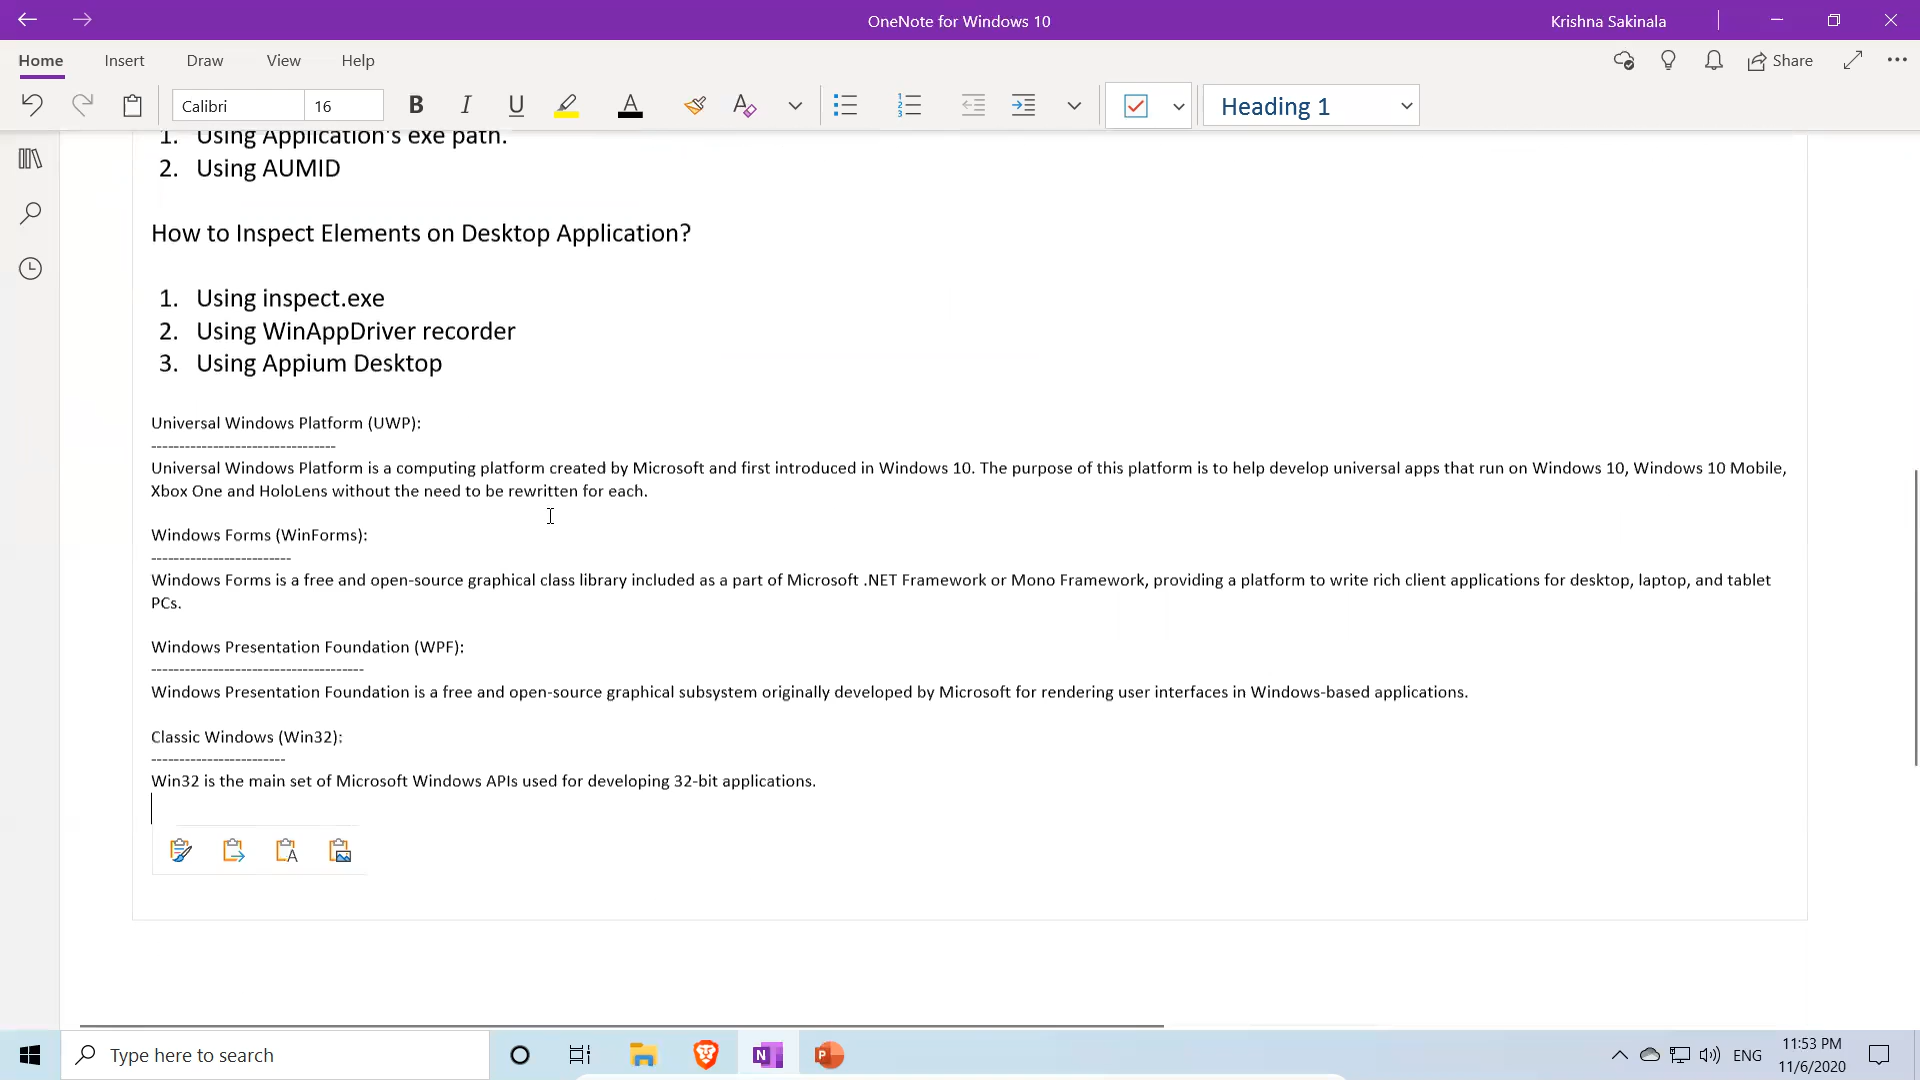 OneNote for Windows 10
Krishna Sakinala
Home Insert Draw View Help
Share
Calibri 16 B I U A A Heading 1
1. Using Application's exe path.
2. Using AUMID
How to Inspect Elements on Desktop Application?
1. Using inspect.exe
2. Using WinAppDriver recorder
3. Using Appium Desktop
Universal Windows Platform (UWP):
---------------------------------
Universal Windows Platform is a computing platform created by Microsoft and first introduced in Windows 10. The purpose of this platform is to help develop universal apps that run on Windows 10, Windows 10 Mobile,
Xbox One and HoloLens without the need to be rewritten for each.
Windows Forms (WinForms):
-------------------------
Windows Forms is a free and open-source graphical class library included as a part of Microsoft .NET Framework or Mono Framework, providing a platform to write rich client applications for desktop, laptop, and tablet
PCs.
Windows Presentation Foundation (WPF):
--------------------------------------
Windows Presentation Foundation is a free and open-source graphical subsystem originally developed by Microsoft for rendering user interfaces in Windows-based applications.
Classic Windows (Win32):
------------------------
Win32 is the main set of Microsoft Windows APIs used for developing 32-bit applications.
Type here to search
ENG
11:53 PM
11/6/2020